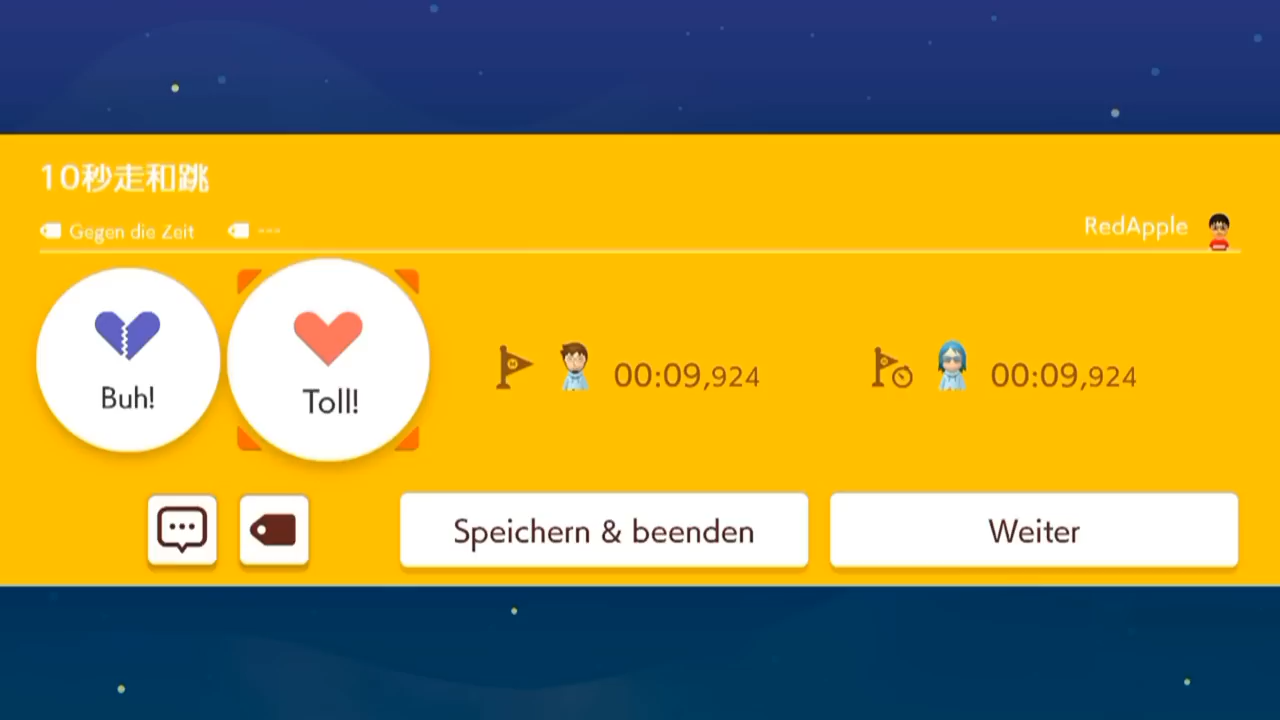 10秒走和跳
Gegen die Zeit ---
RedApple
Buh!
Toll!
00:09,924
00:09,924
Speichern & beenden
Weiter